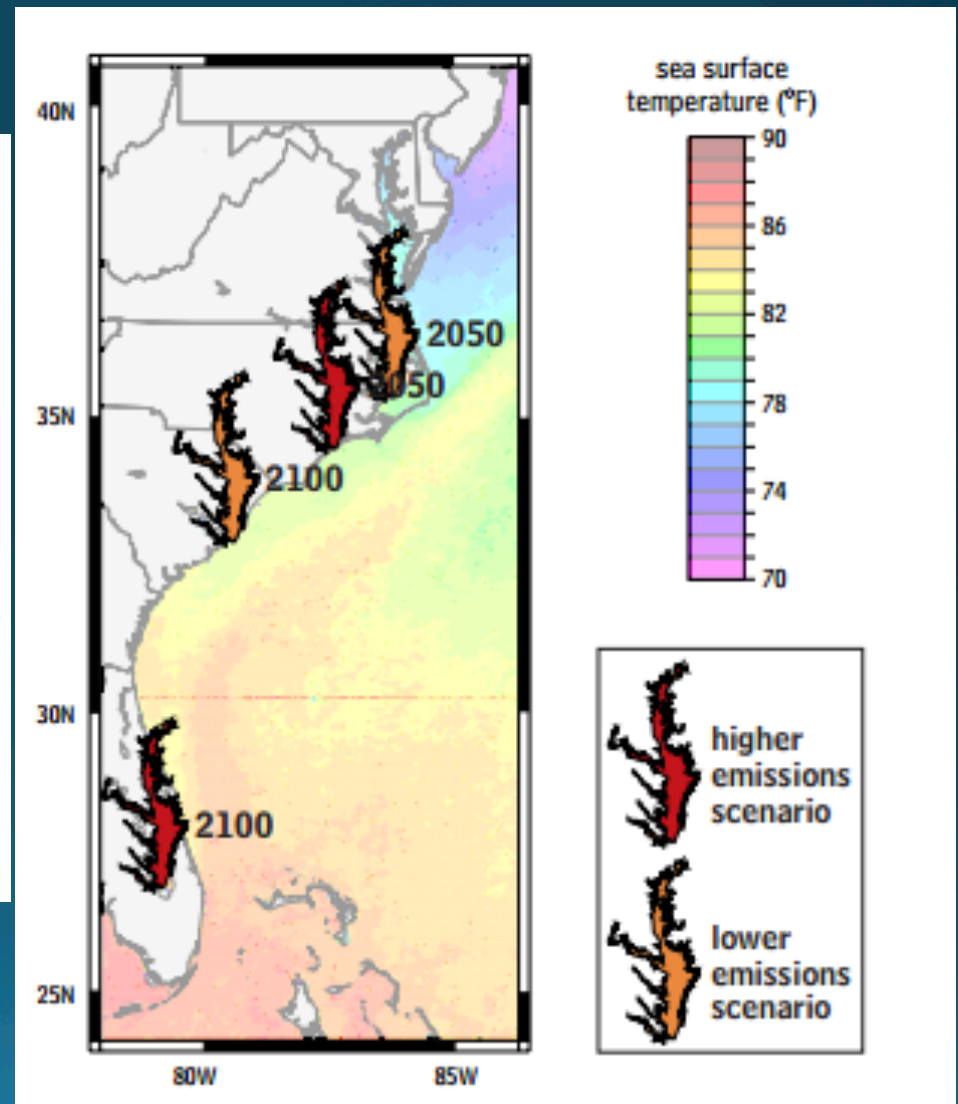 sea surface
temperature (°F)
90
86
82
78
74
70
40N
35N
30N
25N
80W
85W
2050
2050
2100
2100
higher
emissions
scenario
lower
emissions
scenario